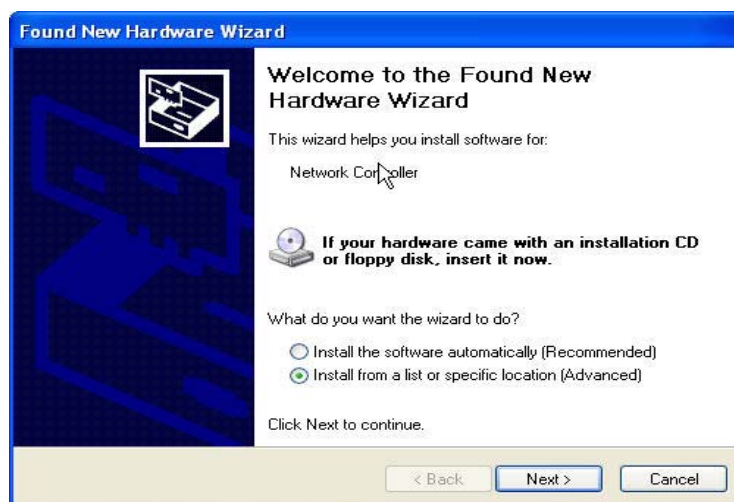 Found New Hardware Wizard
Welcome to the Found New
Hardware Wizard
This wizard helps you install software for:
Network Controller
If your hardware came with an installation CD
or floppy disk, insert it now.
What do you want the wizard to do?
Install the software automatically (Recommended)
Install from a list or specific location (Advanced)
Click Next to continue.
< Back Next > Cancel